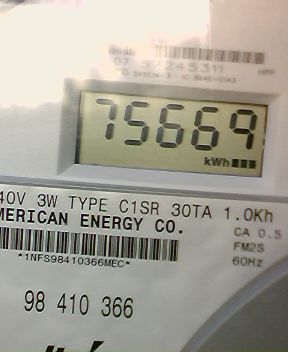 75669
kWh
40V 3W TYPE C1SR 30TA 1.0Kh
MERICAN ENERGY CO.
CA 0.5
FM2S
60Hz
*1NFS98410366MEC*
98 410 366